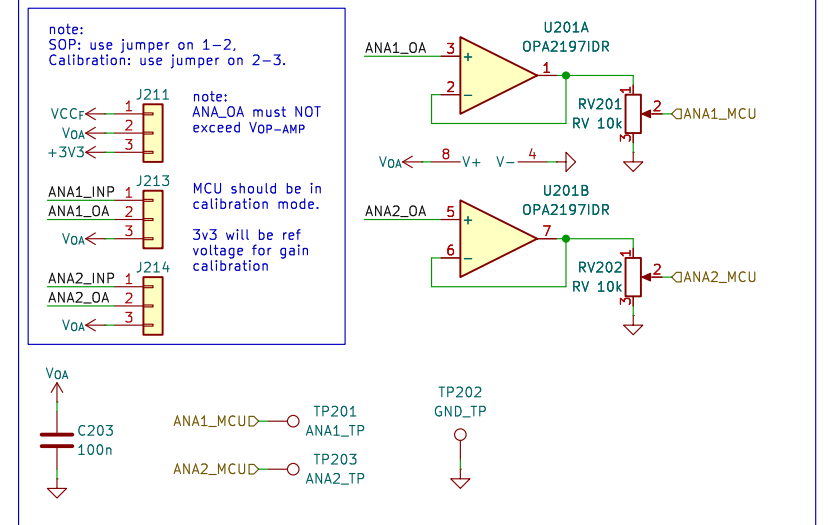 note:
SOP: use jumper on 1-2,
Calibration: use jumper on 2-3.
J211
VCCF 1
VOA 2
+3V3 3
note:
ANA_OA must NOT
exceed VOP-AMP
J213
ANA1_INP 1
ANA1_OA 2
VOA 3
MCU should be in
calibration mode.
3v3 will be ref
voltage for gain
calibration
J214
ANA2_INP 1
ANA2_OA 2
VOA 3
U201A
OPA2197IDR
ANA1_OA 3 +
2 -
1
RV201
RV 10k
1
2 ANA1_MCU
3
VOA 8 V+ V- 4
U201B
OPA2197IDR
ANA2_OA 5 +
6 -
7
RV202
RV 10k
1
2 ANA2_MCU
3
VOA
C203
100n
ANA1_MCU
TP201
ANA1_TP
ANA2_MCU
TP203
ANA2_TP
TP202
GND_TP